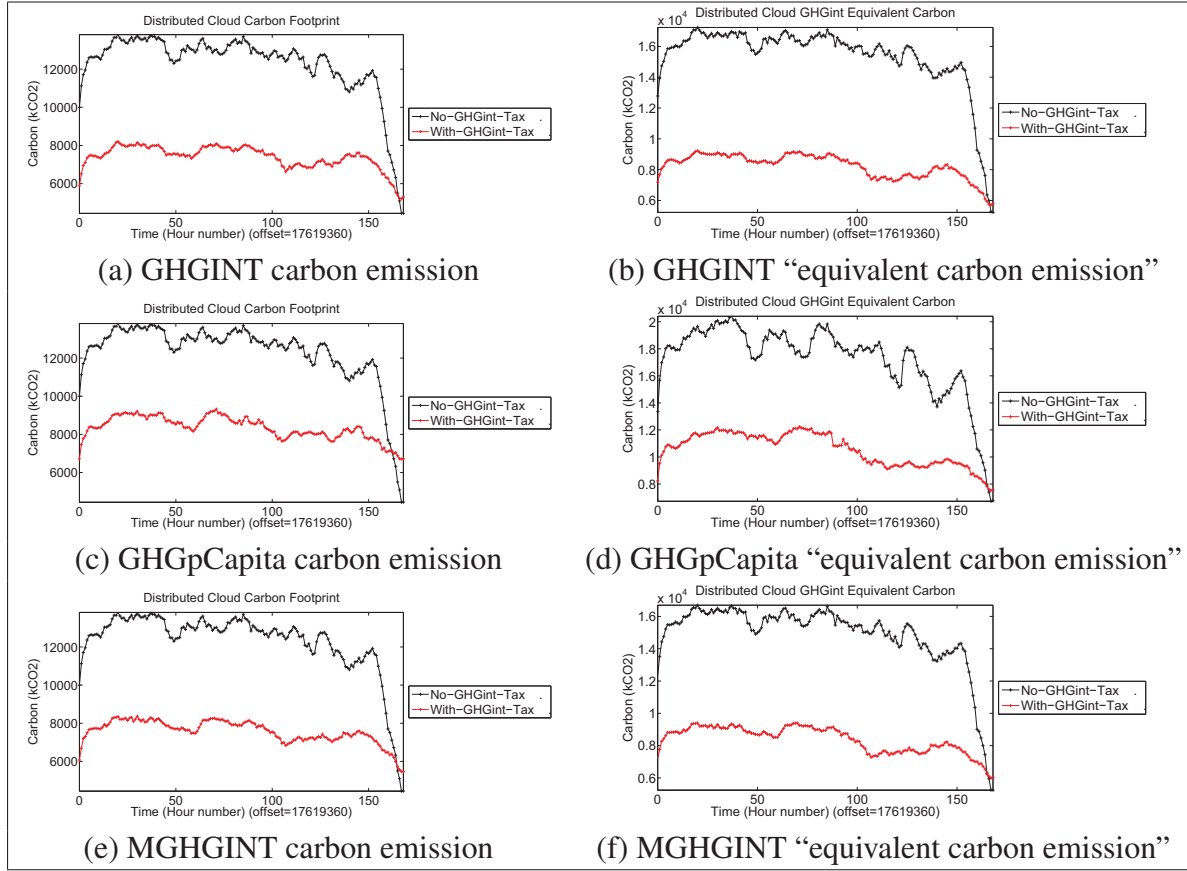 Distributed Cloud Carbon Footprint
12000
10000
8000
6000
Carbon (kCO2)
0 50 100 150
Time (Hour number) (offset=17619360)
No-GHGint-Tax .
With-GHGint-Tax .
(a) GHGINT carbon emission
Distributed Cloud GHGint Equivalent Carbon
x 10⁴
1.6
1.4
1.2
1
0.8
0.6
Carbon (kCO2)
0 50 100 150
Time (Hour number) (offset=17619360)
No-GHGint-Tax .
With-GHGint-Tax .
(b) GHGINT “equivalent carbon emission”
Distributed Cloud Carbon Footprint
12000
10000
8000
6000
Carbon (kCO2)
0 50 100 150
Time (Hour number) (offset=17619360)
No-GHGint-Tax .
With-GHGint-Tax .
(c) GHGpCapita carbon emission
Distributed Cloud GHGint Equivalent Carbon
x 10⁴
2
1.8
1.6
1.4
1.2
1
0.8
Carbon (kCO2)
0 50 100 150
Time (Hour number) (offset=17619360)
No-GHGint-Tax .
With-GHGint-Tax .
(d) GHGpCapita “equivalent carbon emission”
Distributed Cloud Carbon Footprint
12000
10000
8000
6000
Carbon (kCO2)
0 50 100 150
Time (Hour number) (offset=17619360)
No-GHGint-Tax .
With-GHGint-Tax .
(e) MGHGINT carbon emission
Distributed Cloud GHGint Equivalent Carbon
x 10⁴
1.6
1.4
1.2
1
0.8
0.6
Carbon (kCO2)
0 50 100 150
Time (Hour number) (offset=17619360)
No-GHGint-Tax .
With-GHGint-Tax .
(f) MGHGINT “equivalent carbon emission”